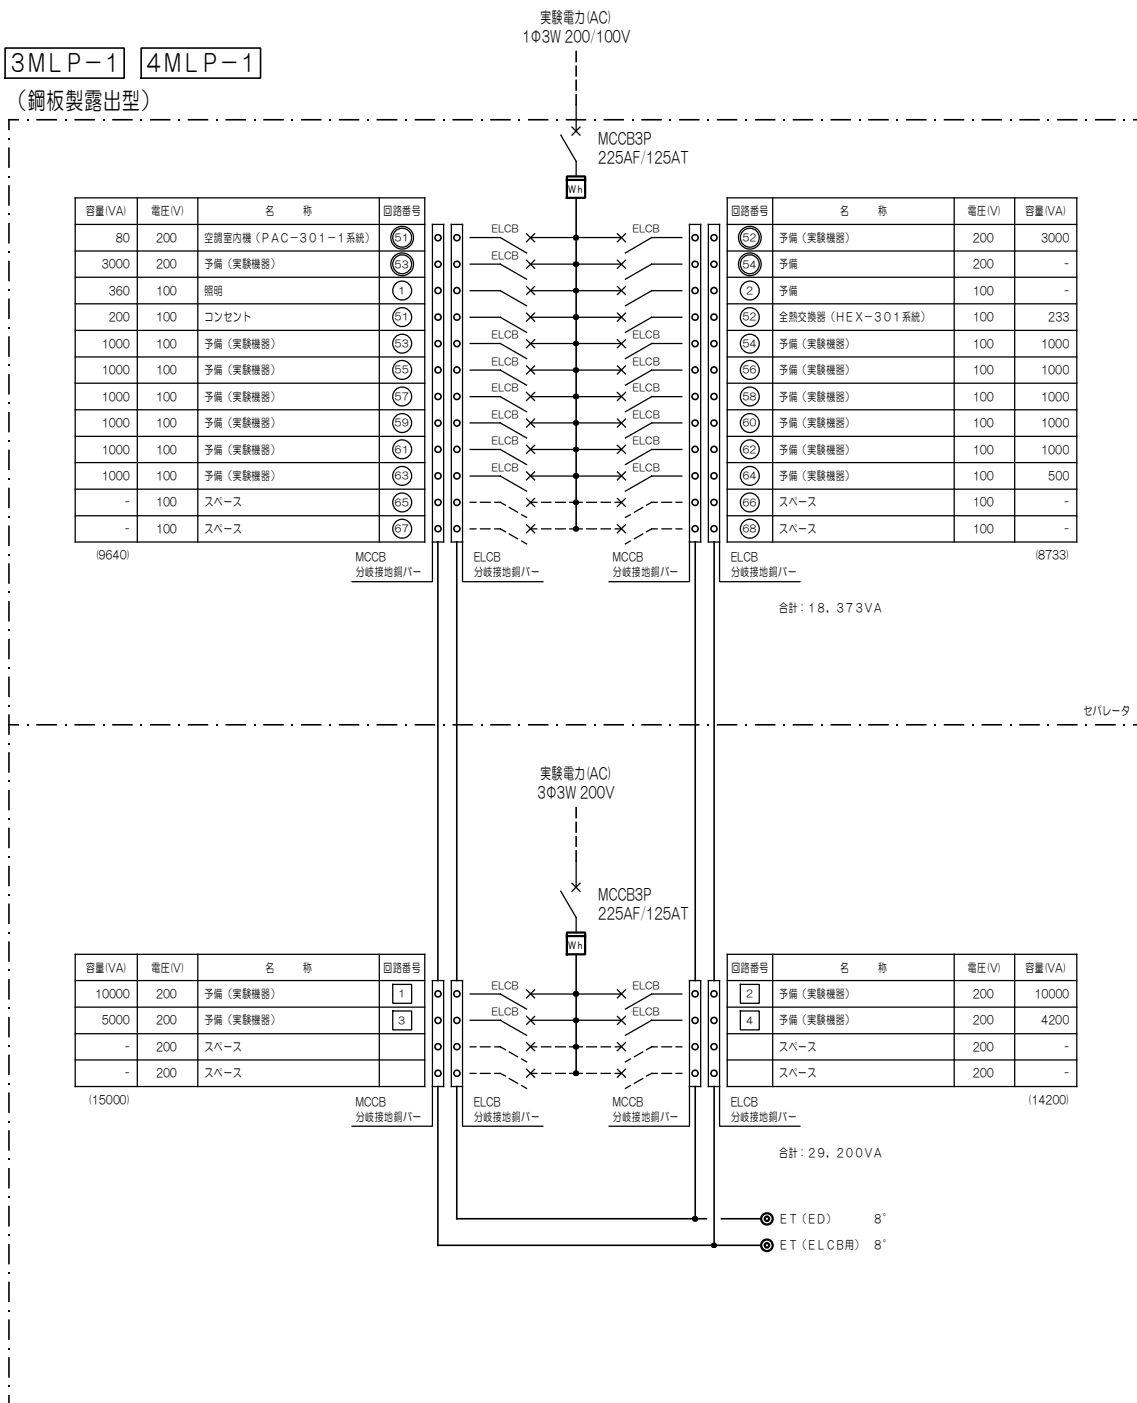 実験電力(AC)
1Φ3W 200/100V
3MLP-1 4MLP-1
(鋼板製露出型)
MCCB3P
225AF/125AT
Wh
容量(VA) 電圧(V) 名 称 回路番号
80 200 空調室内機(PAC-301-1系統) 51
3000 200 予備(実験機器) 53
360 100 照明 1
200 100 コンセント 51
1000 100 予備(実験機器) 53
1000 100 予備(実験機器) 55
1000 100 予備(実験機器) 57
1000 100 予備(実験機器) 59
1000 100 予備(実験機器) 61
1000 100 予備(実験機器) 63
- 100 スペース 65
- 100 スペース 67
(9640)
ELCB ELCB
ELCB ELCB
ELCB ELCB
ELCB ELCB
ELCB ELCB
ELCB ELCB
ELCB ELCB
ELCB
回路番号 名 称 電圧(V) 容量(VA)
52 予備(実験機器) 200 3000
54 予備 200 -
2 予備 100 -
52 全熱交換器(HEX-301系統) 100 233
54 予備(実験機器) 100 1000
56 予備(実験機器) 100 1000
58 予備(実験機器) 100 1000
60 予備(実験機器) 100 1000
62 予備(実験機器) 100 1000
64 予備(実験機器) 100 500
66 スペース 100 -
68 スペース 100 -
(8733)
MCCB
分岐接地銅バー
ELCB
分岐接地銅バー
MCCB
分岐接地銅バー
ELCB
分岐接地銅バー
合計:18,373VA
セパレータ
実験電力(AC)
3Φ3W 200V
MCCB3P
225AF/125AT
Wh
容量(VA) 電圧(V) 名 称 回路番号
10000 200 予備(実験機器) 1
5000 200 予備(実験機器) 3
- 200 スペース
- 200 スペース
(15000)
ELCB ELCB
ELCB ELCB
回路番号 名 称 電圧(V) 容量(VA)
2 予備(実験機器) 200 10000
4 予備(実験機器) 200 4200
スペース 200 -
スペース 200 -
(14200)
MCCB
分岐接地銅バー
ELCB
分岐接地銅バー
MCCB
分岐接地銅バー
ELCB
分岐接地銅バー
合計:29,200VA
ET(ED) 8°
ET(ELCB用) 8°